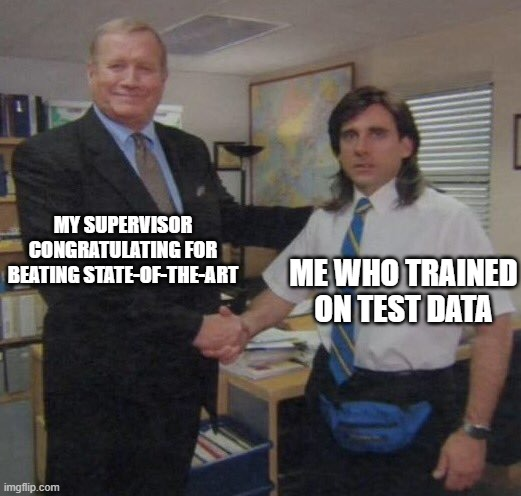 MY SUPERVISOR
CONGRATULATING FOR
BEATING STATE-OF-THE-ART
ME WHO TRAINED
ON TEST DATA
imgflip.com